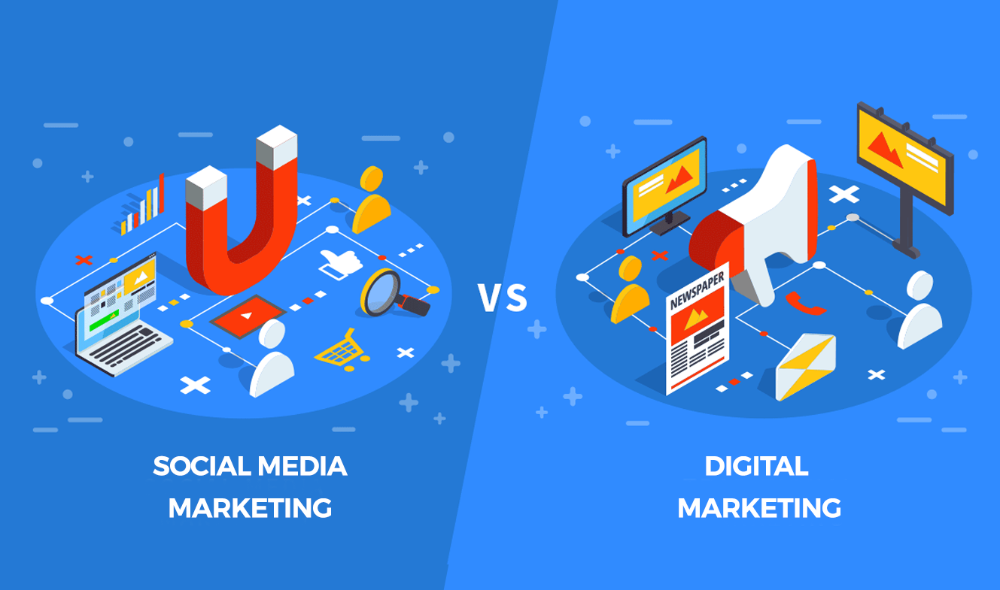 VS
NEWSPAPER
SOCIAL MEDIA
MARKETING
DIGITAL
MARKETING